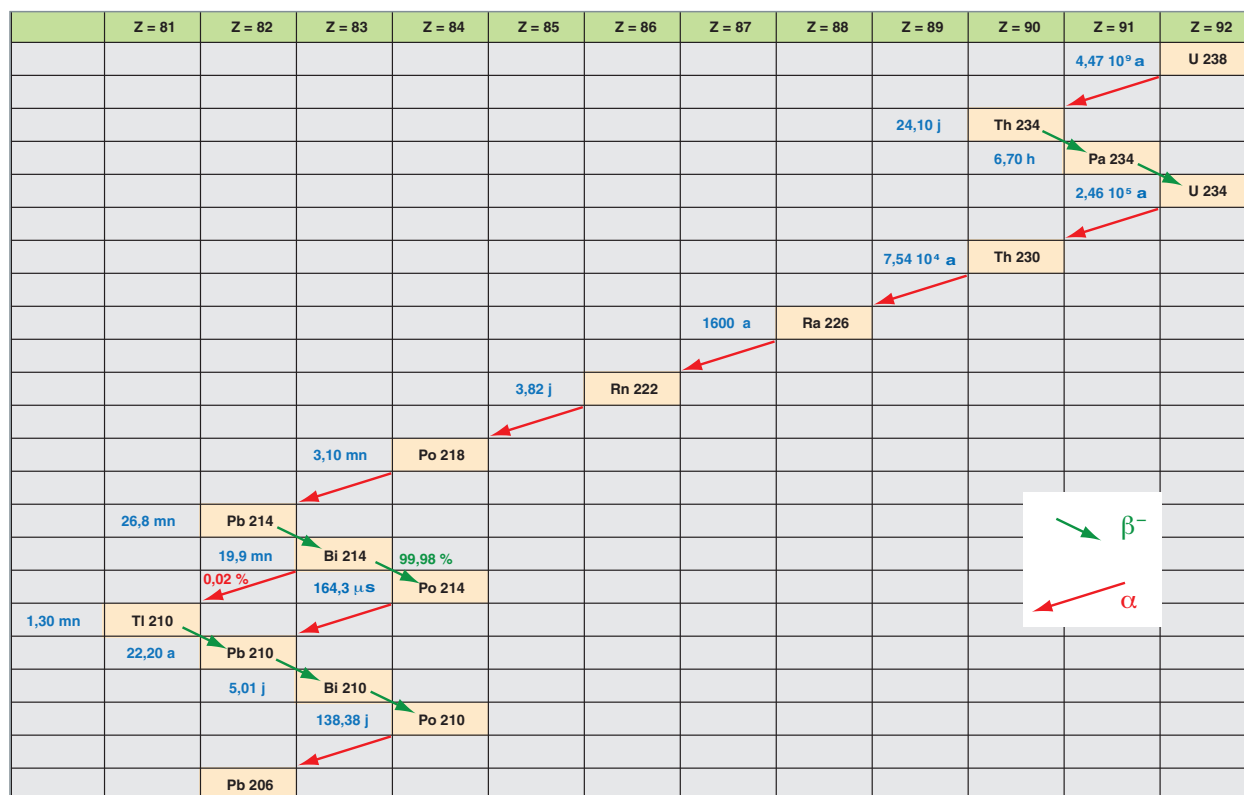 Z = 81 Z = 82 Z = 83 Z = 84 Z = 85 Z = 86 Z = 87 Z = 88 Z = 89 Z = 90 Z = 91 Z = 92
4,47 10⁹ a U 238
24,10 j Th 234
6,70 h Pa 234
2,46 10⁵ a U 234
7,54 10⁴ a Th 230
1600 a Ra 226
3,82 j Rn 222
3,10 mn Po 218
26,8 mn Pb 214
19,9 mn Bi 214 99,98 %
0,02 % 164,3 μs Po 214
1,30 mn Tl 210
22,20 a Pb 210
5,01 j Bi 210
138,38 j Po 210
Pb 206
β⁻
α